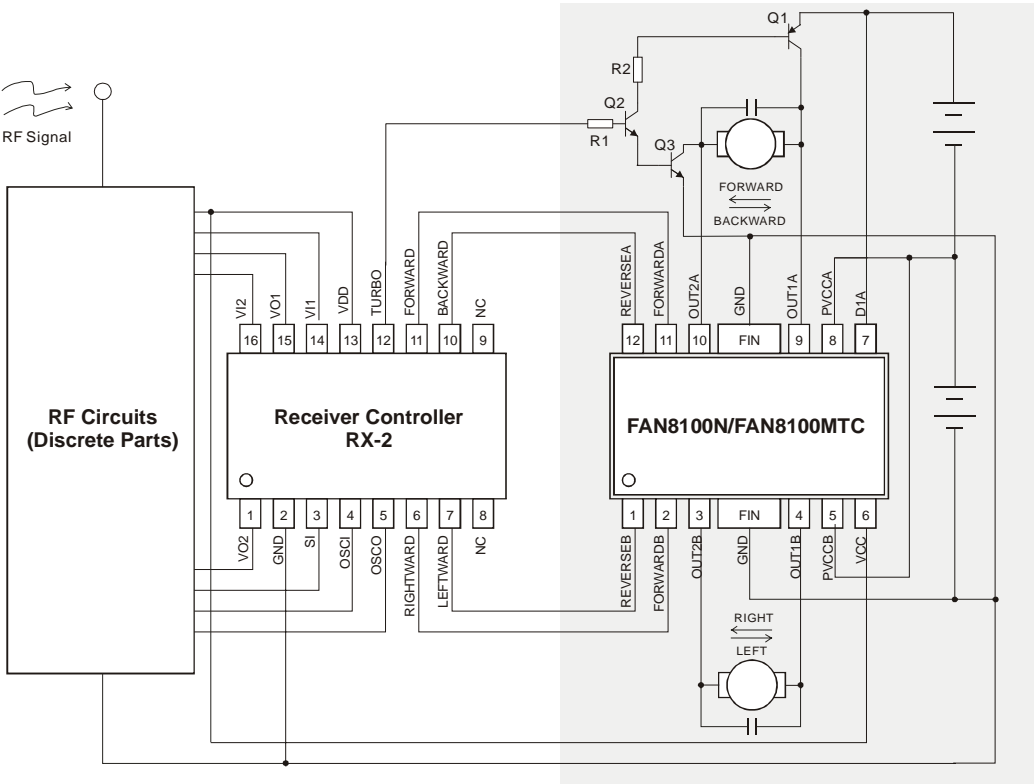 Q1
R2
Q2
R1
Q3
RF Signal
FORWARD
BACKWARD
VI2
VO1
VI1
VDD
TURBO
FORWARD
BACKWARD
NC
REVERSEA
FORWARDA
OUT2A
GND
OUT1A
PVCCA
D1A
16
15
14
13
12
11
10
9
12
11
10
FIN
9
8
7
RF Circuits
(Discrete Parts)
Receiver Controller
RX-2
FAN8100N/FAN8100MTC
1
2
3
4
5
6
7
8
1
2
3
FIN
4
5
6
VO2
GND
SI
OSCI
OSCO
RIGHTWARD
LEFTWARD
NC
REVERSEB
FORWARDB
OUT2B
GND
OUT1B
PVCCB
VCC
RIGHT
LEFT